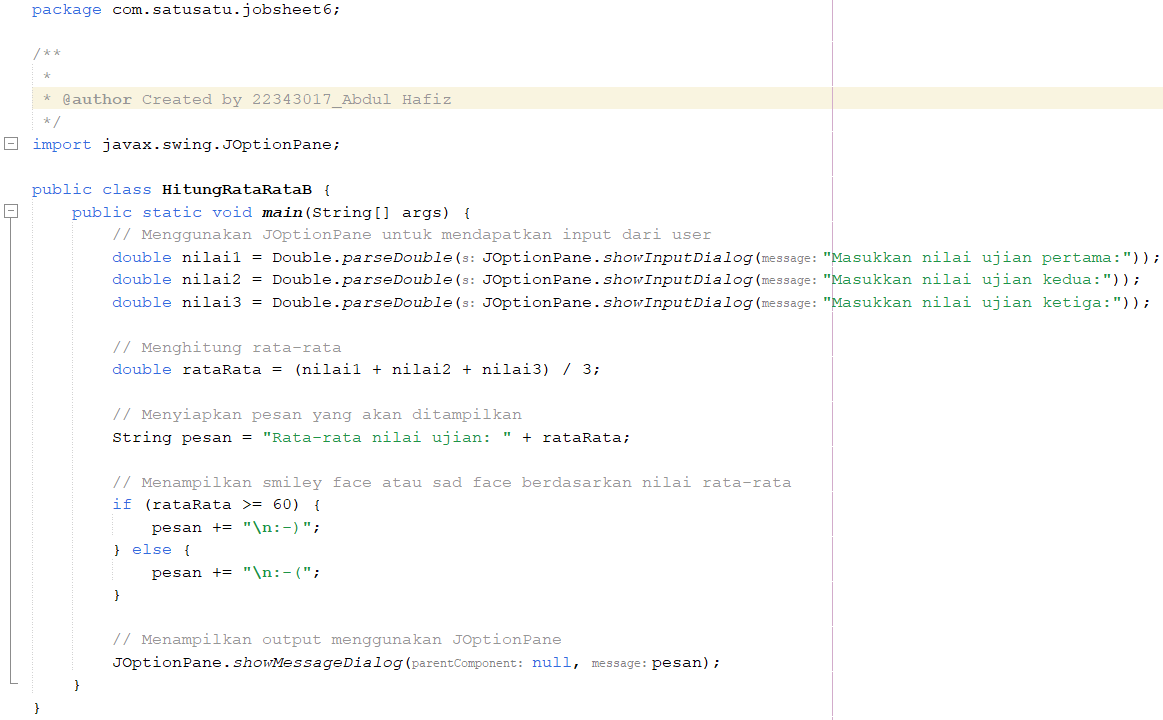 package com.satusatu.jobsheet6;
/**
 *
 * @author Created by 22343017_Abdul Hafiz
 */
import javax.swing.JOptionPane;
public class HitungRataRataB {
    public static void main(String[] args) {
        // Menggunakan JOptionPane untuk mendapatkan input dari user
        double nilai1 = Double.parseDouble(s: JOptionPane.showInputDialog(message: "Masukkan nilai ujian pertama:"));
        double nilai2 = Double.parseDouble(s: JOptionPane.showInputDialog(message: "Masukkan nilai ujian kedua:"));
        double nilai3 = Double.parseDouble(s: JOptionPane.showInputDialog(message: "Masukkan nilai ujian ketiga:"));
        // Menghitung rata-rata
        double rataRata = (nilai1 + nilai2 + nilai3) / 3;
        // Menyiapkan pesan yang akan ditampilkan
        String pesan = "Rata-rata nilai ujian: " + rataRata;
        // Menampilkan smiley face atau sad face berdasarkan nilai rata-rata
        if (rataRata >= 60) {
            pesan += "\n:-)";
        } else {
            pesan += "\n:-(";
        }
        // Menampilkan output menggunakan JOptionPane
        JOptionPane.showMessageDialog(parentComponent: null, message: pesan);
    }
}